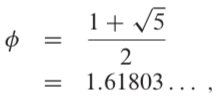 ϕ = (1 + √5) / 2
= 1.61803 . . . ,